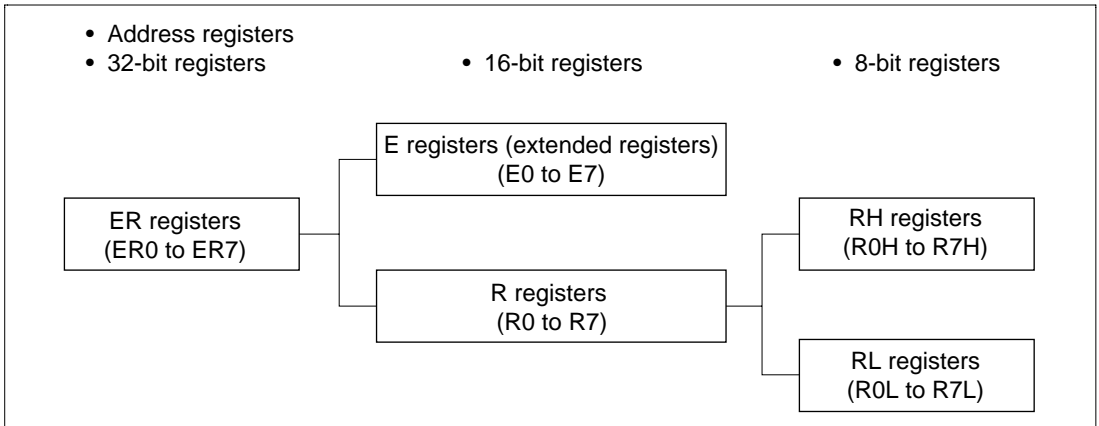 • Address registers
• 32-bit registers
• 16-bit registers
• 8-bit registers
E registers (extended registers)
(E0 to E7)
ER registers
(ER0 to ER7)
RH registers
(R0H to R7H)
R registers
(R0 to R7)
RL registers
(R0L to R7L)